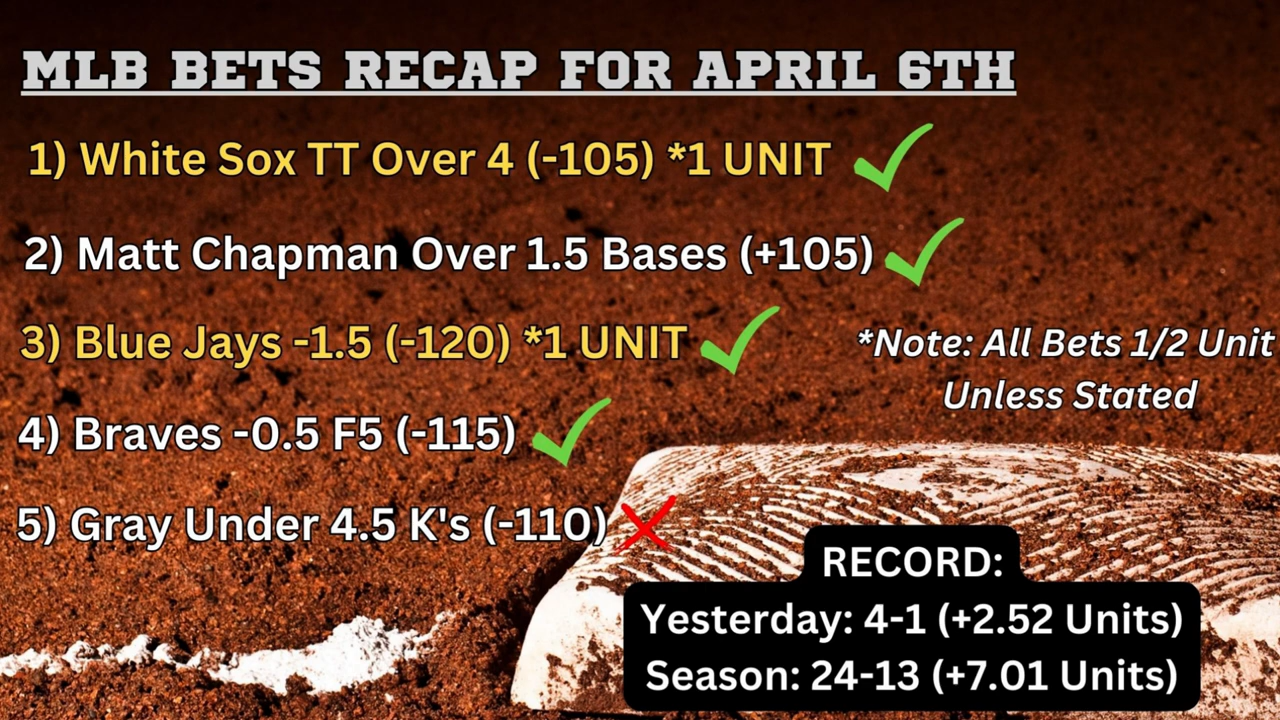 MLB BETS RECAP FOR APRIL 6TH
1) White Sox TT Over 4 (-105) *1 UNIT
2) Matt Chapman Over 1.5 Bases (+105)
3) Blue Jays -1.5 (-120) *1 UNIT
*Note: All Bets 1/2 Unit
Unless Stated
4) Braves -0.5 F5 (-115)
5) Gray Under 4.5 K's (-110)
RECORD:
Yesterday: 4-1 (+2.52 Units)
Season: 24-13 (+7.01 Units)